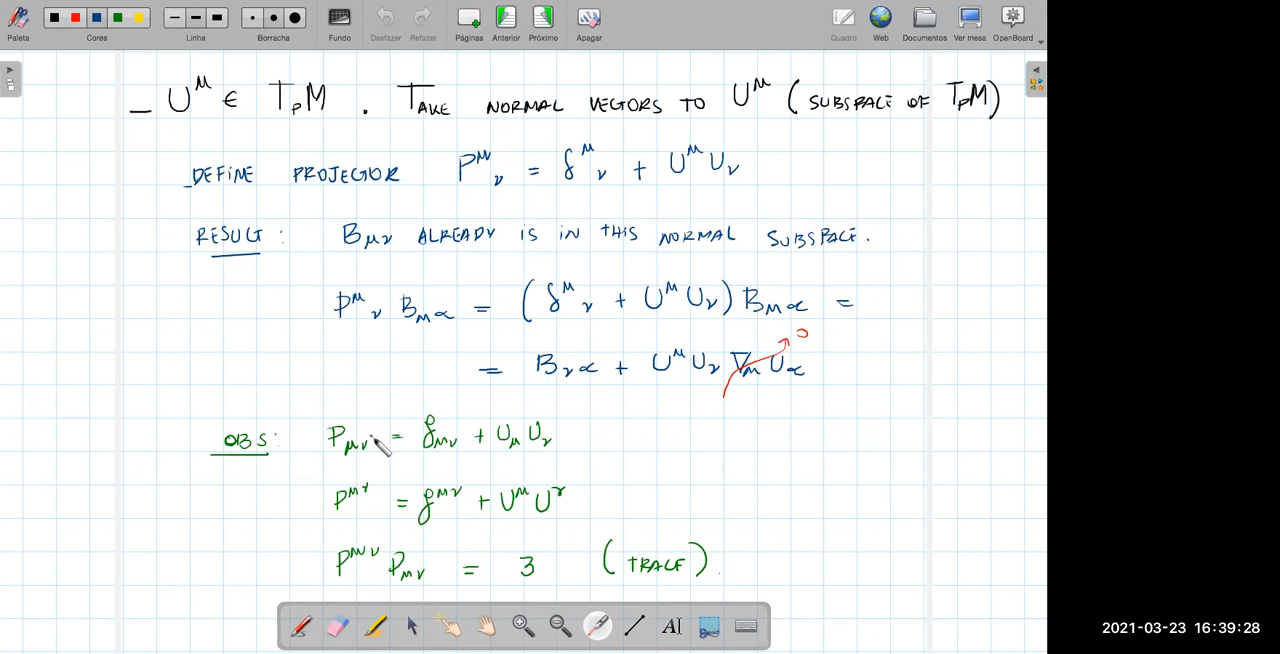 Paleta Cores Linha Borracha Fundo Desfazer Refazer Páginas Anterior Próximo Apagar Quadro Web Documentos Ver mesa OpenBoard
_ U^μ ∈ T_pM . TAKE NORMAL VECTORS TO U^μ (SUBSPACE OF T_pM)
_DEFINE PROJECTOR P^μ_ν = δ^μ_ν + U^μ U_ν
RESULT: B_μν ALREADY IS IN THIS NORMAL SUBSPACE.
P^μ_ν B_μα = (δ^μ_ν + U^μ U_ν) B_μα =
= B_να + U^μ U_ν ∇_μ U_α → 0
OBS: P_μν = g_μν + U_μ U_ν
P^μν = g^μν + U^μ U^ν
P^μν P_μν = 3 (TRACE).
2021-03-23 16:39:28